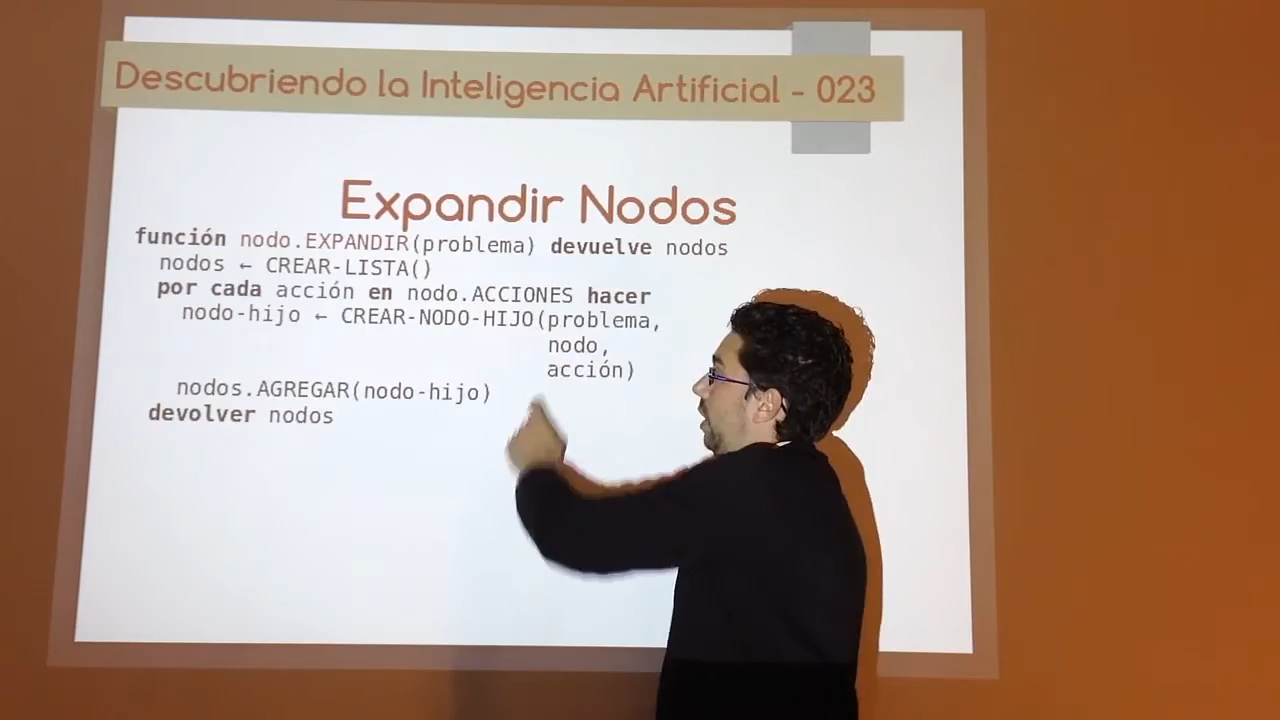 Descubriendo la Inteligencia Artificial - 023
Expandir Nodos
función nodo.EXPANDIR(problema) devuelve nodos
nodos ← CREAR-LISTA()
por cada acción en nodo.ACCIONES hacer
nodo-hijo ← CREAR-NODO-HIJO(problema,
nodo,
acción)
nodos.AGREGAR(nodo-hijo)
devolver nodos